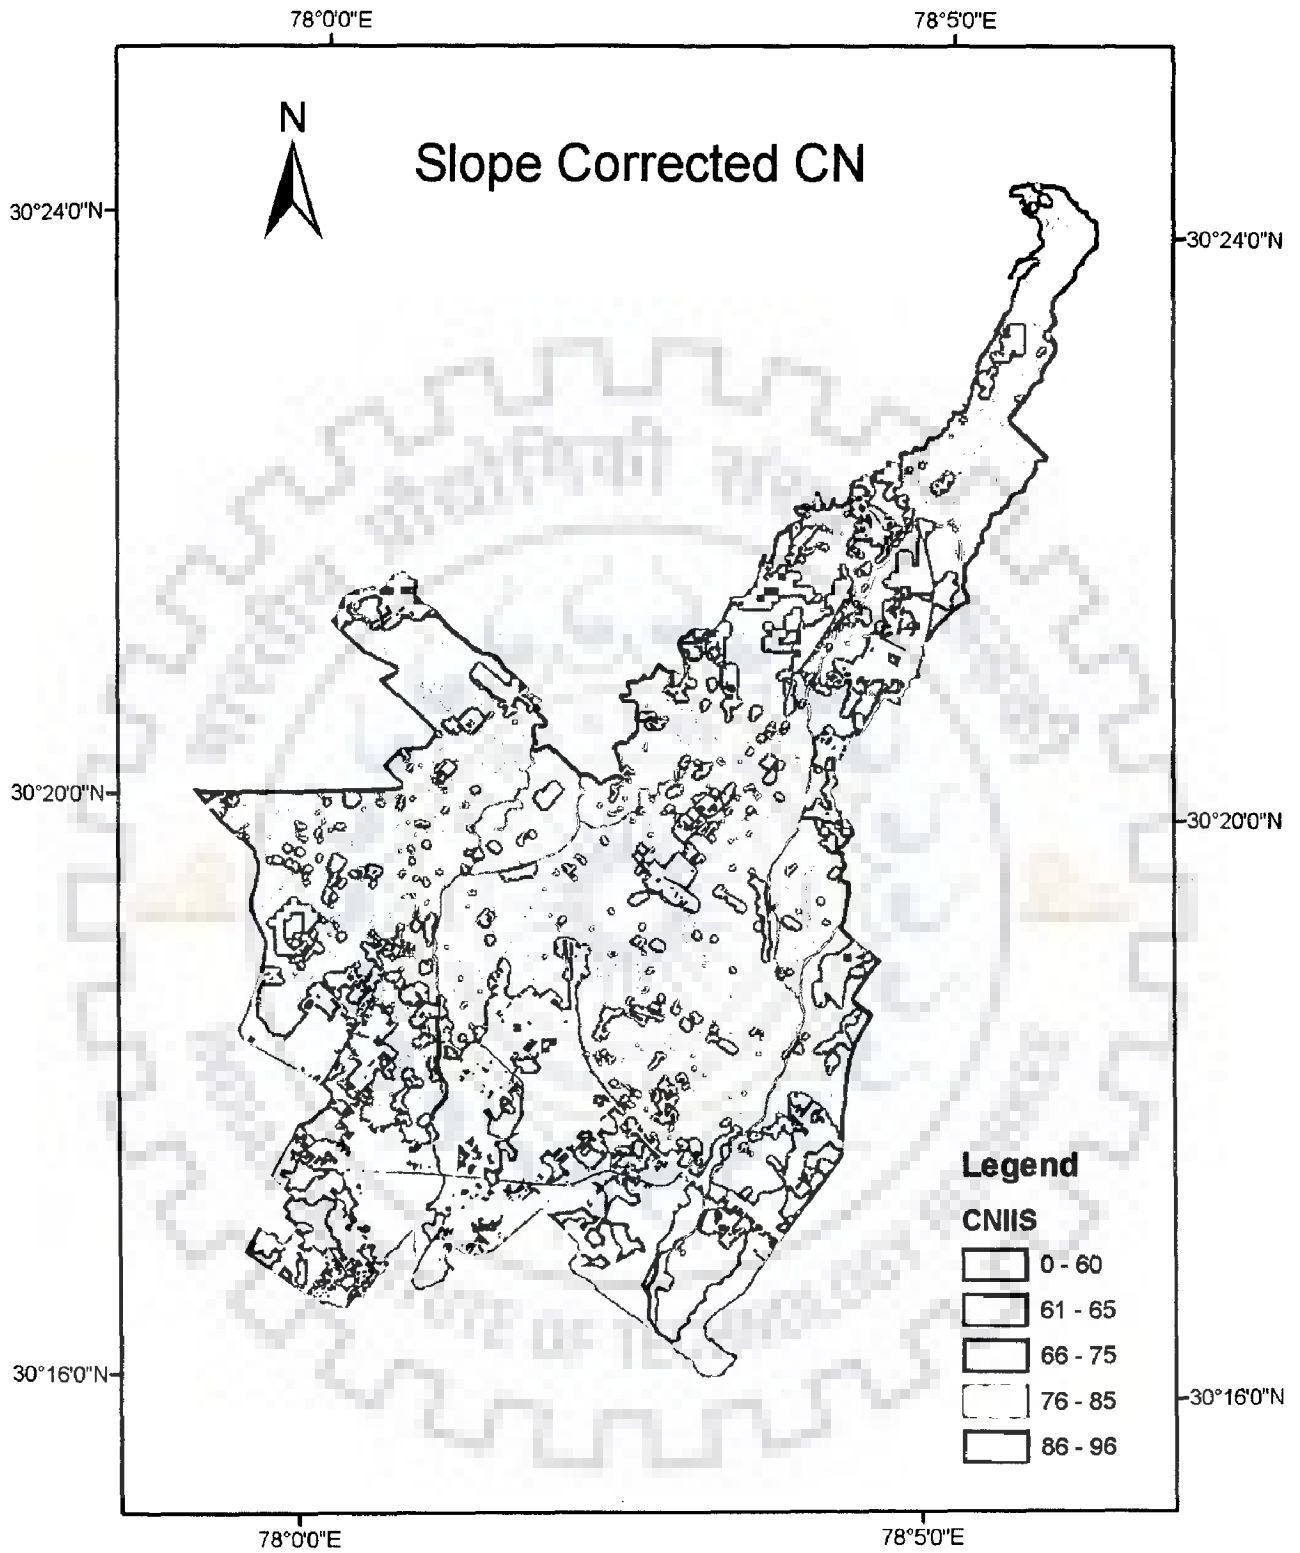 78°0'0"E 78°5'0"E
N
Slope Corrected CN
30°24'0"N 30°24'0"N
30°20'0"N 30°20'0"N
Legend
CNIIS
0 - 60
61 - 65
66 - 75
76 - 85
86 - 96
30°16'0"N 30°16'0"N
78°0'0"E 78°5'0"E